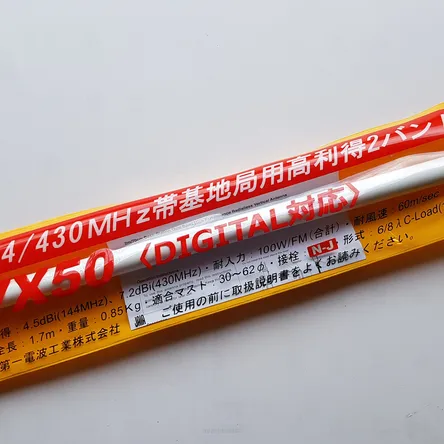 4/430MHz帯基地局用高利得2バンド
X50 〈DIGITAL対応〉
得：4.5dBi(144MHz)、
.2dBi(430MHz)・耐入力：100W/FM(合計)・耐風速：60m/sec
全長：1.7m・重量：0.85
Kg・適合マスト：30〜62φ・接栓：N-J 形式：6/8λC-Load(
第一電波工業株式会社
ご使用の前に取扱説明書をよくお読みください。